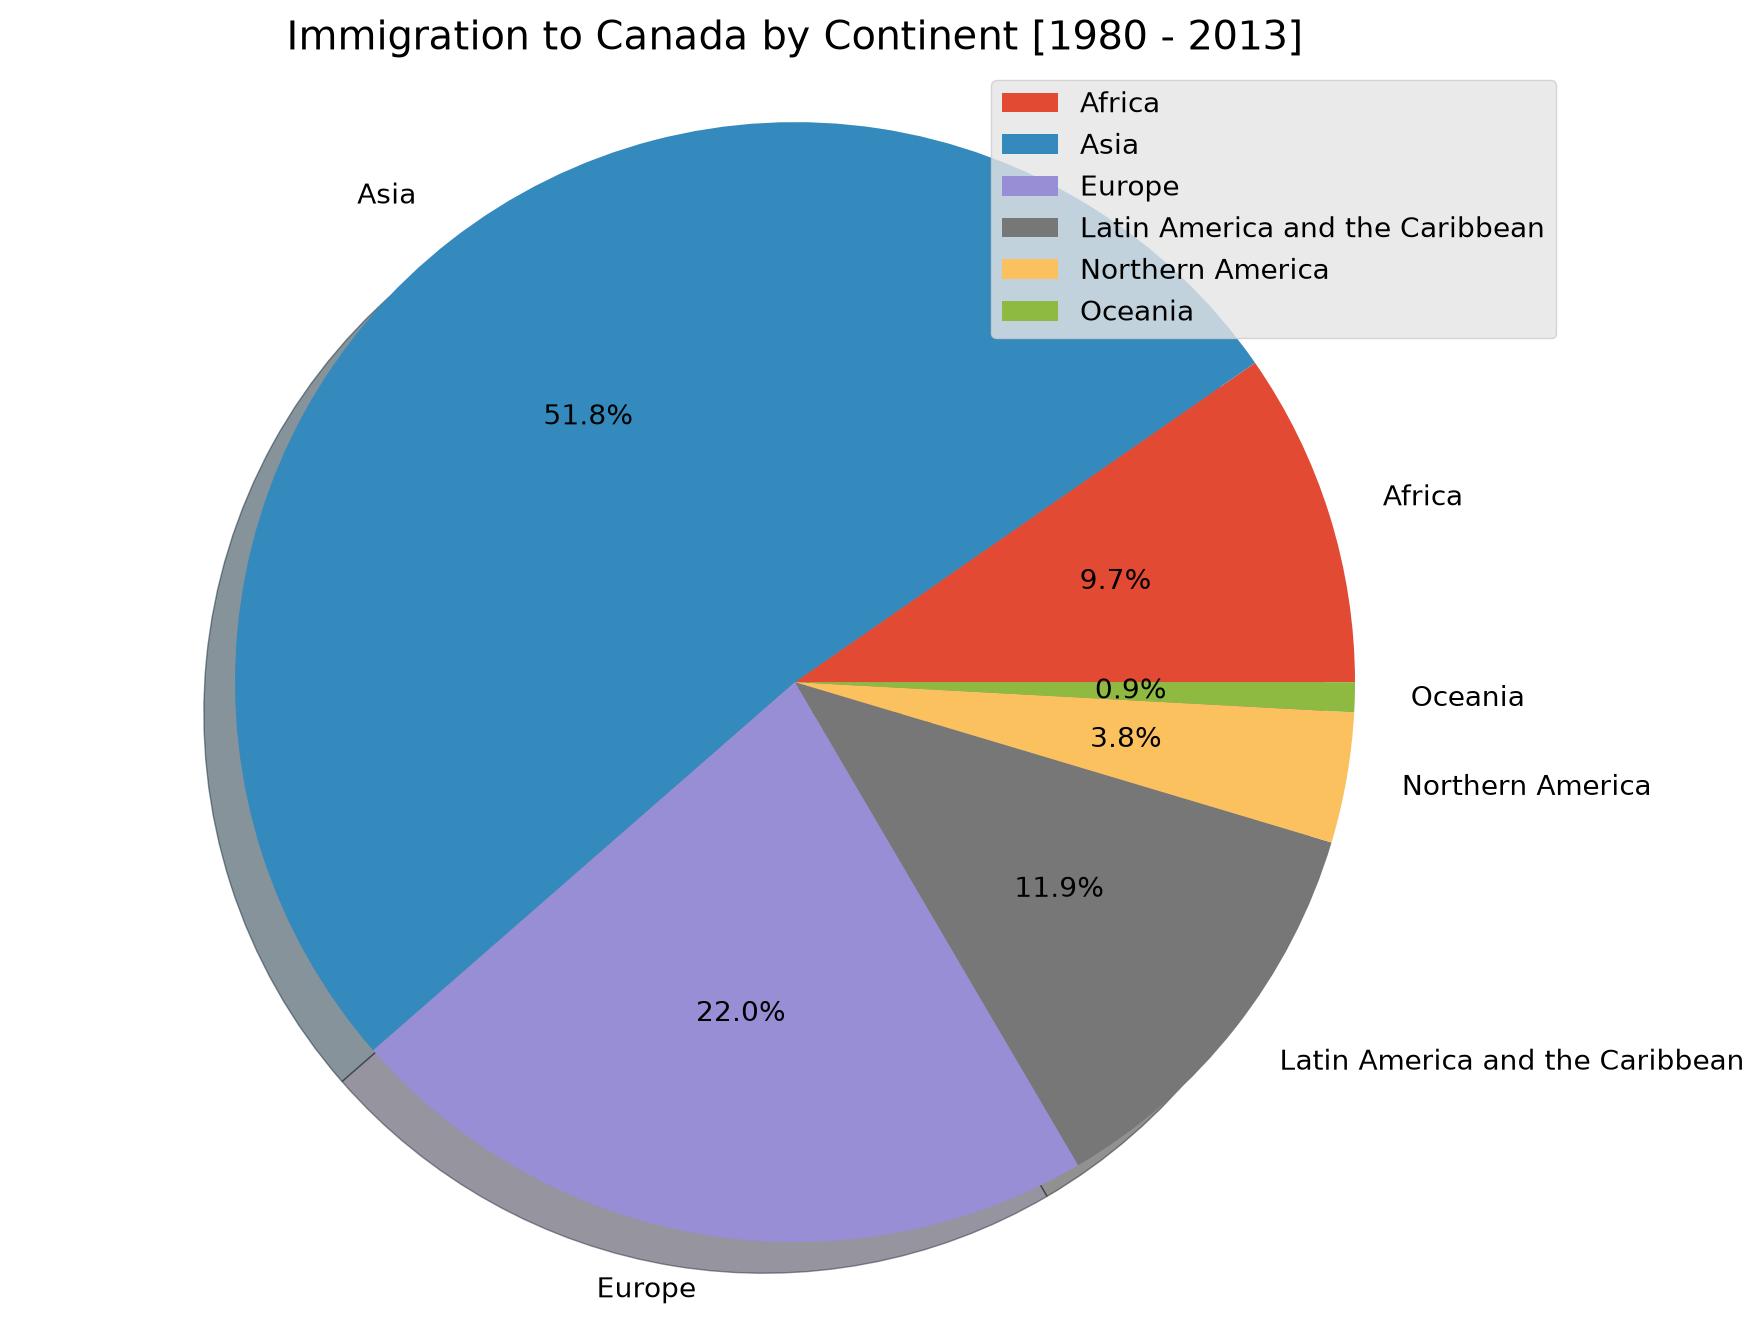 Immigration to Canada by Continent [1980 - 2013]
Africa
Asia
Europe
Latin America and the Caribbean
Northern America
Oceania
Asia
51.8%
Africa
9.7%
0.9%
Oceania
3.8%
Northern America
11.9%
22.0%
Latin America and the Caribbean
Europe